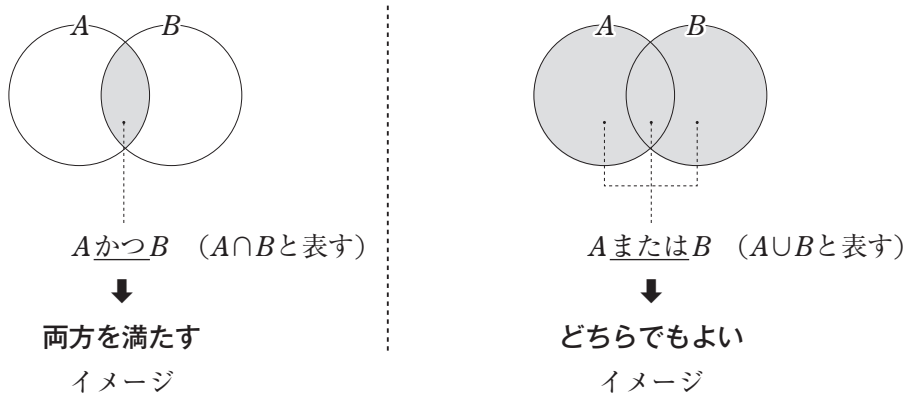 A B
AかつB （A∩Bと表す）
両方を満たす
イメージ
A B
AまたはB （A∪Bと表す）
どちらでもよい
イメージ